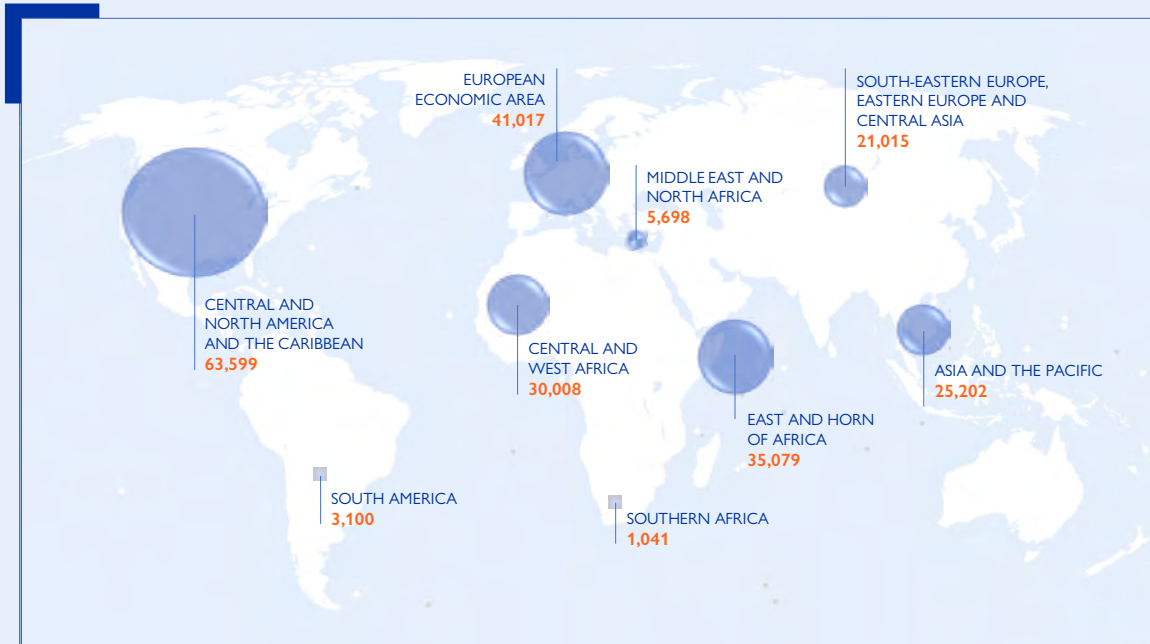 EUROPEAN
ECONOMIC AREA
41,017
SOUTH-EASTERN EUROPE,
EASTERN EUROPE AND
CENTRAL ASIA
21,015
MIDDLE EAST AND
NORTH AFRICA
5,698
CENTRAL AND
NORTH AMERICA
AND THE CARIBBEAN
63,599
CENTRAL AND
WEST AFRICA
30,008
ASIA AND THE PACIFIC
25,202
EAST AND HORN
OF AFRICA
35,079
SOUTH AMERICA
3,100
SOUTHERN AFRICA
1,041